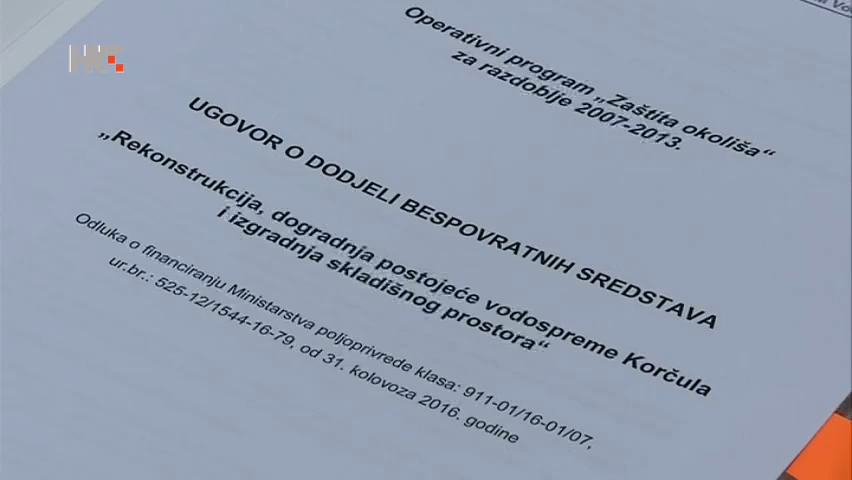 HRT
Operativni program „Zaštita okoliša“
za razdoblje 2007-2013.
UGOVOR O DODJELI BESPOVRATNIH SREDSTAVA
„Rekonstrukcija, dogradnja postojeće vodospreme Korčula
i izgradnja skladišnog prostora“
Odluka o financiranju Ministarstva poljoprivrede klasa: 911-01/16-01/07,
ur.br.: 525-12/1544-16-79, od 31. kolovoza 2016. godine